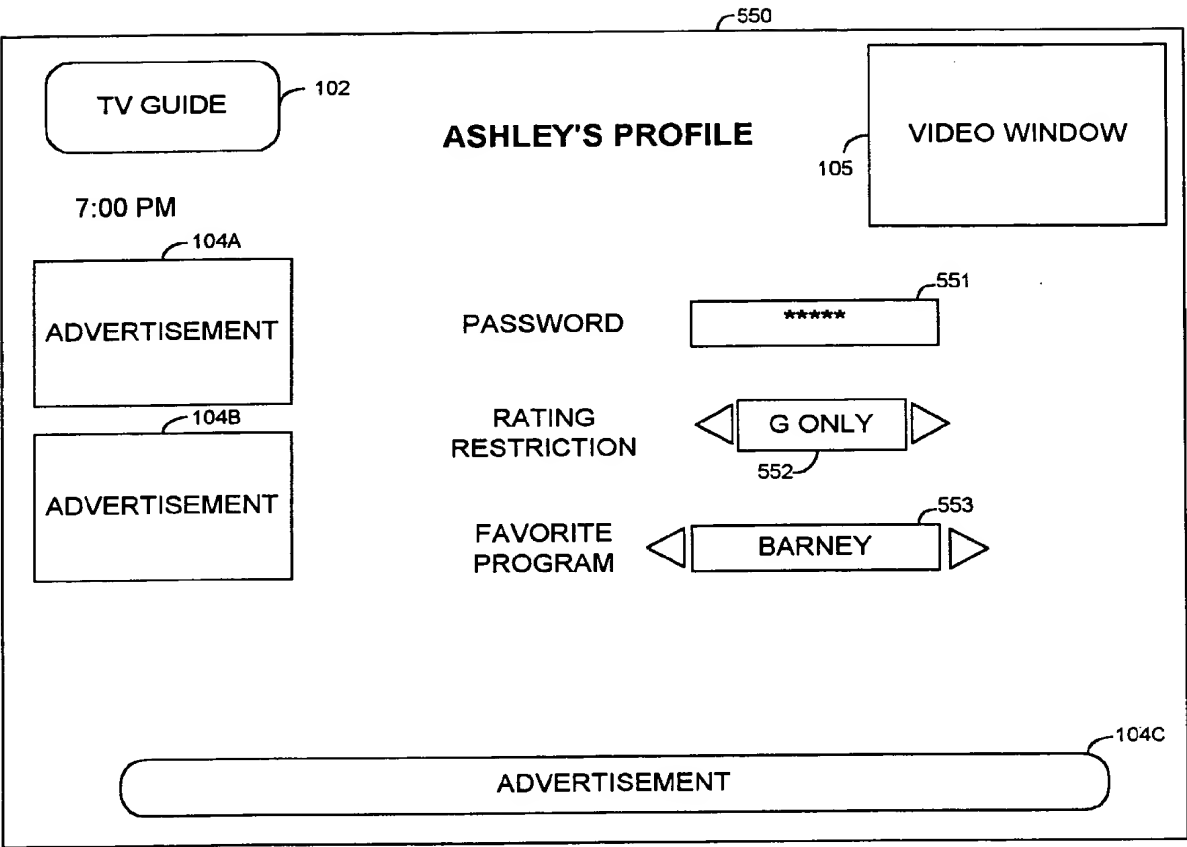 550
TV GUIDE
102
ASHLEY'S PROFILE
VIDEO WINDOW
105
7:00 PM
104A
ADVERTISEMENT
104B
ADVERTISEMENT
PASSWORD
*****
551
RATING
RESTRICTION
G ONLY
552
FAVORITE
PROGRAM
BARNEY
553
104C
ADVERTISEMENT